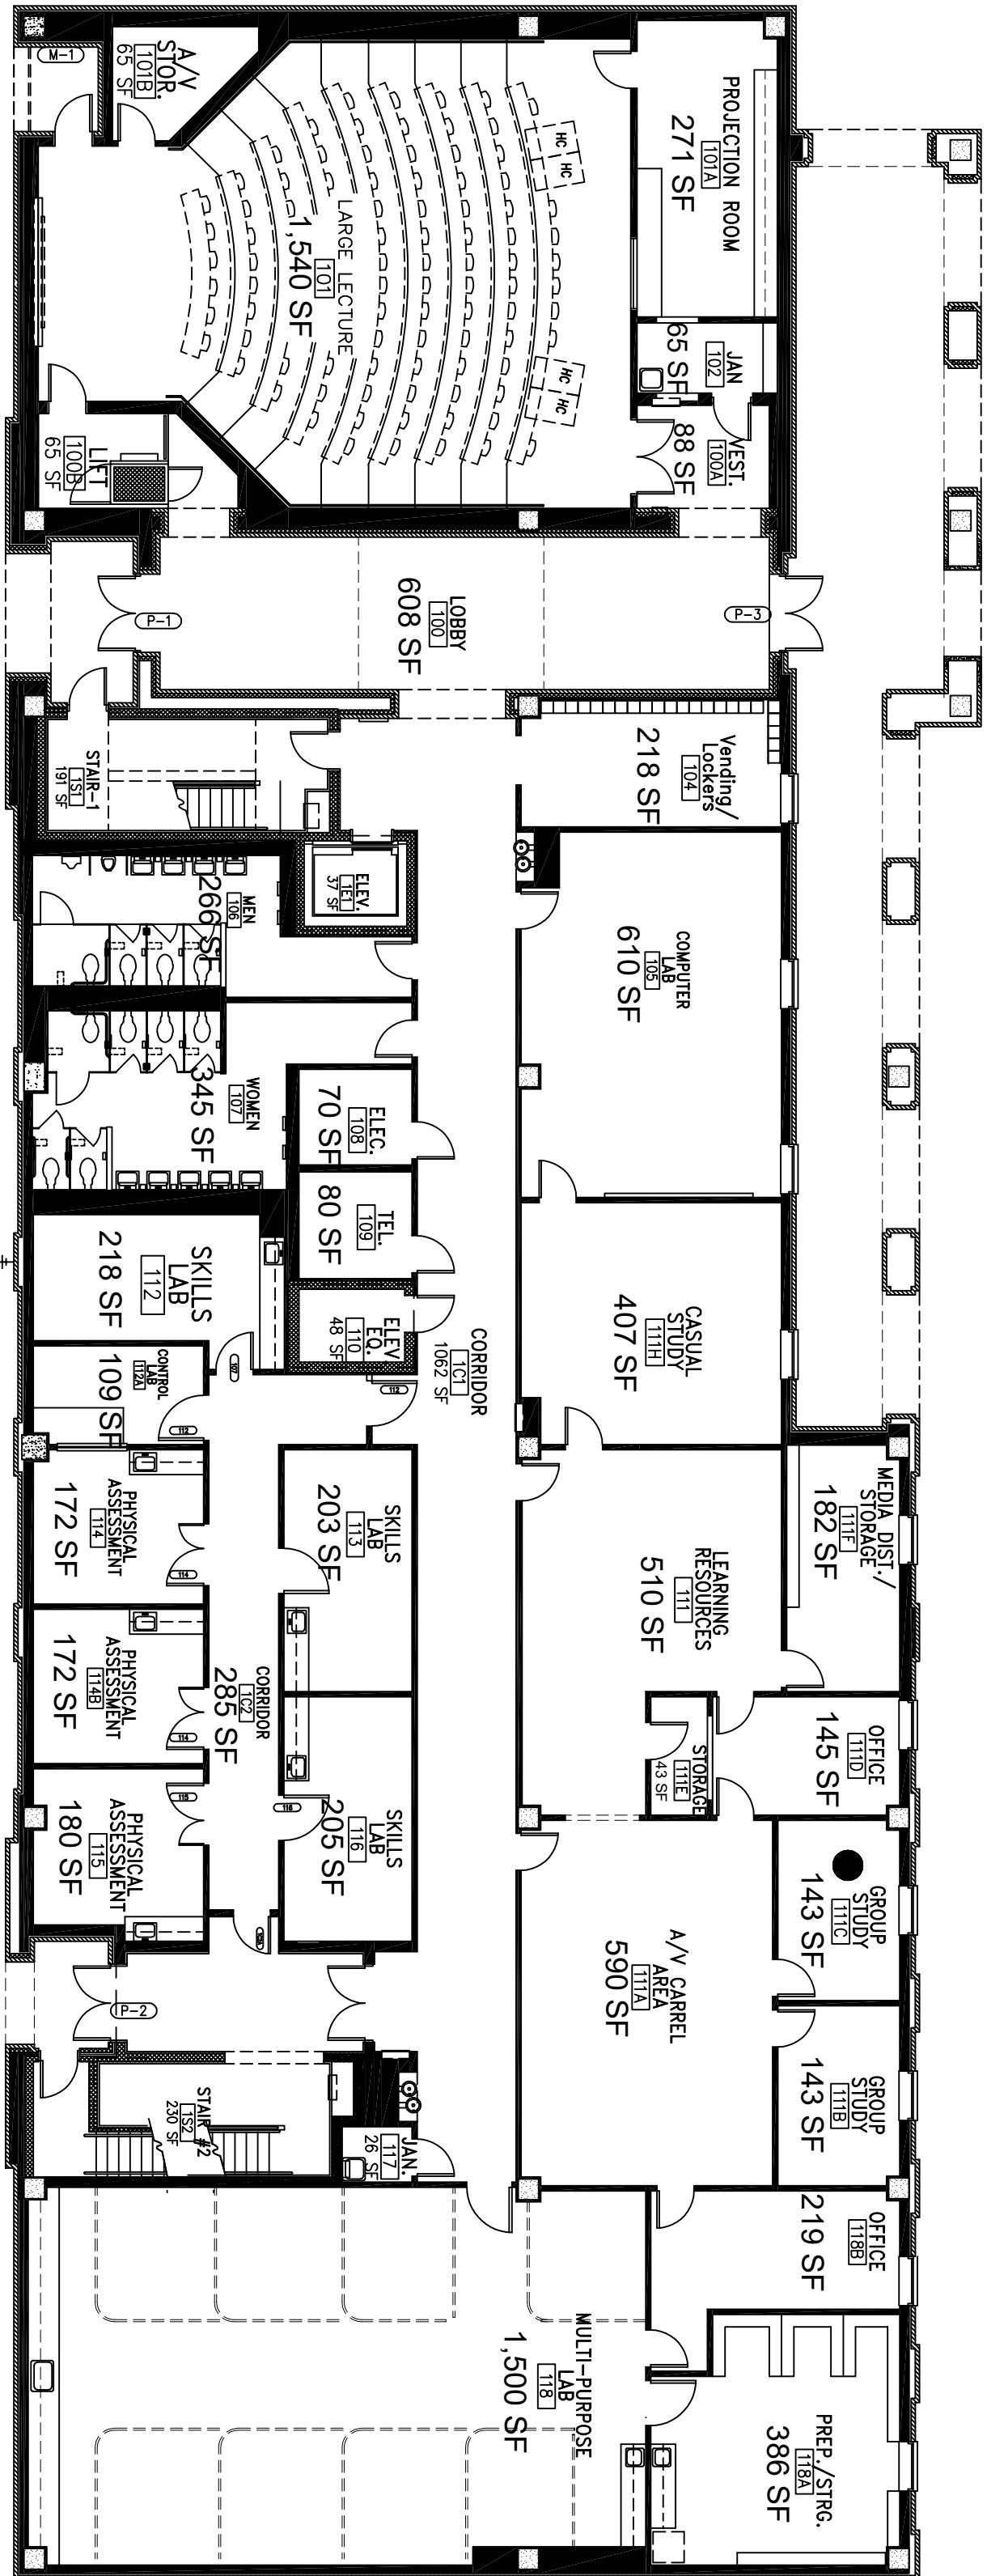 M-1
A/V
STOR.
101B
65 SF
PROJECTION ROOM
101A
271 SF
HC
HC
LARGE LECTURE
101
1,540 SF
HC
HC
JAN
102
65 SF
VEST.
100A
88 SF
LIFT
100B
65 SF
LOBBY
100
608 SF
P-1
P-3
STAIR-1
1S1
191 SF
Vending/
Lockers
104
218 SF
ELEV.
1E1
37 SF
MEN
106
266 SF
COMPUTER
LAB
105
610 SF
WOMEN
107
345 SF
ELEC.
108
70 SF
TEL.
109
80 SF
ELEV
EQ.
110
48 SF
SKILLS
LAB
112
218 SF
CORRIDOR
1C1
1062 SF
CASUAL
STUDY
111H
407 SF
107
112
CONTROL
LAB
112A
109 SF
112
PHYSICAL
ASSESSMENT
114
172 SF
114
SKILLS
LAB
113
203 SF
LEARNING
RESOURCES
111
510 SF
MEDIA DIST./
STORAGE
111F
182 SF
PHYSICAL
ASSESSMENT
114B
172 SF
114
CORRIDOR
1C2
285 SF
STORAGE
111E
43 SF
OFFICE
111D
145 SF
PHYSICAL
ASSESSMENT
115
180 SF
115
116
SKILLS
LAB
116
205 SF
GROUP
STUDY
111C
143 SF
A/V CARREL
AREA
111A
590 SF
P-2
GROUP
STUDY
111B
143 SF
STAIR #2
1S2
230 SF
JAN.
117
26 SF
OFFICE
118B
219 SF
MULTI-PURPOSE
LAB
118
1,500 SF
PREP./STRG.
118A
386 SF